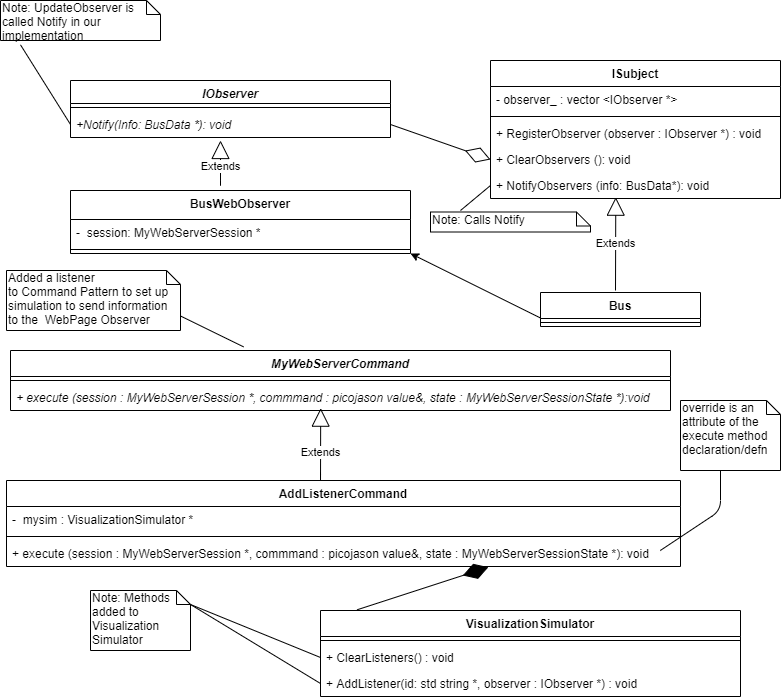 Note: UpdateObserver is
called Notify in our
implementation
IObserver
+Notify(Info: BusData *): void
Extends
BusWebObserver
- session: MyWebServerSession *
ISubject
- observer_ : vector <IObserver *>
+ RegisterObserver (observer : IObserver *) : void
+ ClearObservers (): void
+ NotifyObservers (info: BusData*): void
Note: Calls Notify
Extends
Bus
Added a listener
to Command Pattern to set up
simulation to send information
to the WebPage Observer
MyWebServerCommand
+ execute (session : MyWebServerSession *, commmand : picojason value&, state : MyWebServerSessionState *):void
override is an
attribute of the
execute method
declaration/defn
Extends
AddListenerCommand
- mysim : VisualizationSimulator *
+ execute (session : MyWebServerSession *, commmand : picojason value&, state : MyWebServerSessionState *): void
Note: Methods
added to
Visualization
Simulator
VisualizationSimulator
+ ClearListeners() : void
+ AddListener(id: std string *, observer : IObserver *) : void